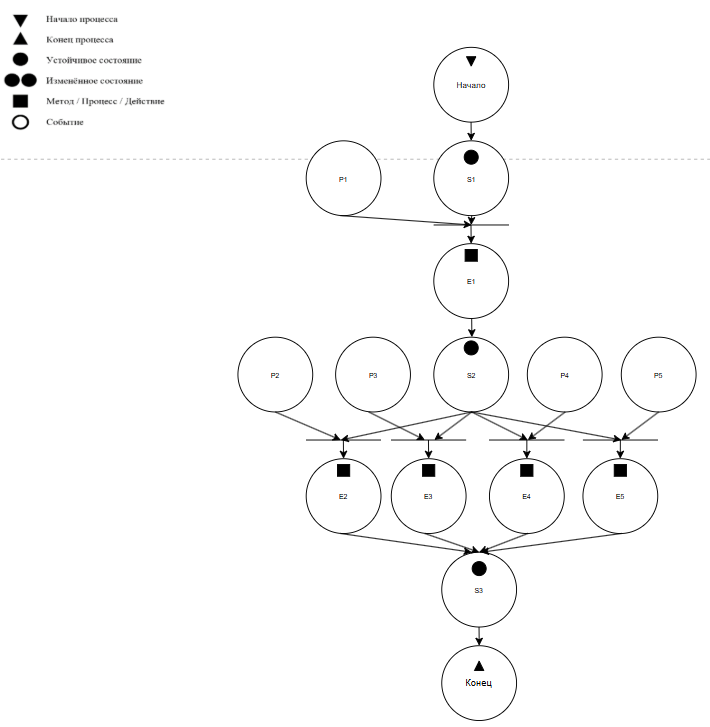 Начало процесса
Конец процесса
Устойчивое состояние
Изменённое состояние
Метод / Процесс / Действие
Событие
Начало
P1
S1
E1
P2
P3
S2
P4
P5
E2
E3
E4
E5
S3
Конец